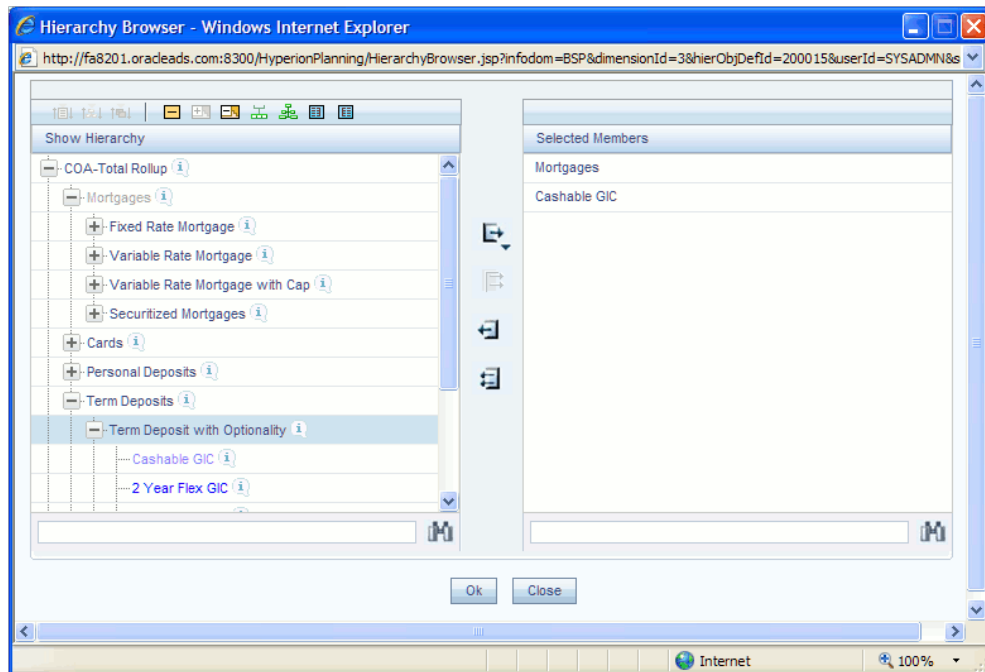 Hierarchy Browser - Windows Internet Explorer
http://fa8201.oracleads.com:8300/HyperionPlanning/HierarchyBrowser.jsp?infodom=BSP&dimensionId=3&hierObjDefId=200015&userId=SYSADMN&s
Show Hierarchy
COA-Total Rollup
Mortgages
Fixed Rate Mortgage
Variable Rate Mortgage
Variable Rate Mortgage with Cap
Securitized Mortgages
Cards
Personal Deposits
Term Deposits
Term Deposit with Optionality
Cashable GIC
2 Year Flex GIC
Selected Members
Mortgages
Cashable GIC
Ok
Close
Internet
100%